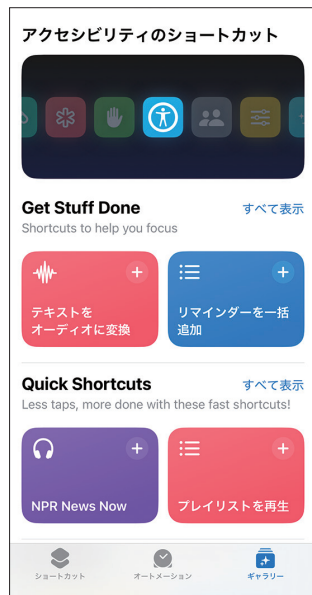 アクセシビリティのショートカット
Get Stuff Done
すべて表示
Shortcuts to help you focus
テキストを
オーディオに変換
リマインダーを一括
追加
Quick Shortcuts
すべて表示
Less taps, more done with these fast shortcuts!
NPR News Now
プレイリストを再生
ショートカット
オートメーション
ギャラリー